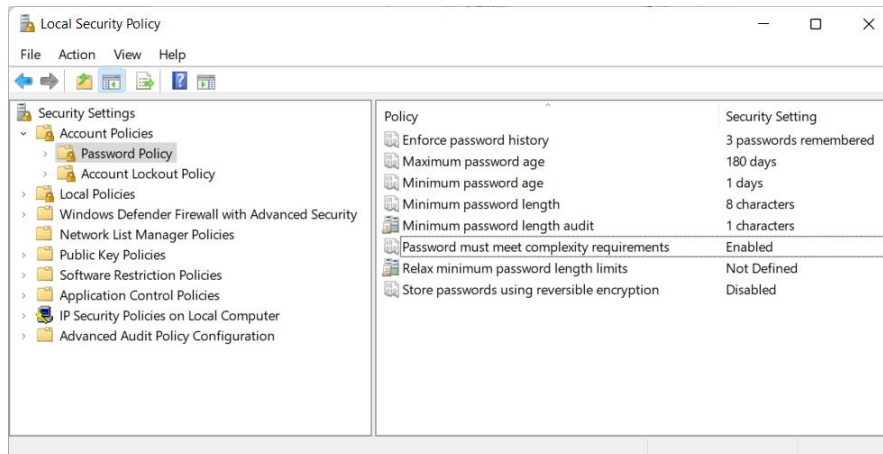 Local Security Policy
File Action View Help
Security Settings
Account Policies
Password Policy
Account Lockout Policy
Local Policies
Windows Defender Firewall with Advanced Security
Network List Manager Policies
Public Key Policies
Software Restriction Policies
Application Control Policies
IP Security Policies on Local Computer
Advanced Audit Policy Configuration
Policy Security Setting
Enforce password history 3 passwords remembered
Maximum password age 180 days
Minimum password age 1 days
Minimum password length 8 characters
Minimum password length audit 1 characters
Password must meet complexity requirements Enabled
Relax minimum password length limits Not Defined
Store passwords using reversible encryption Disabled